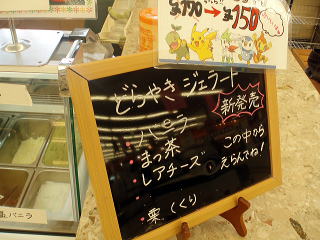 ¥190 → ¥150
どらやきジェラート
新発売！
・バニラ
・まっ茶
・レアチーズ
・栗 くり
この中から
えらんでね！
バニラ